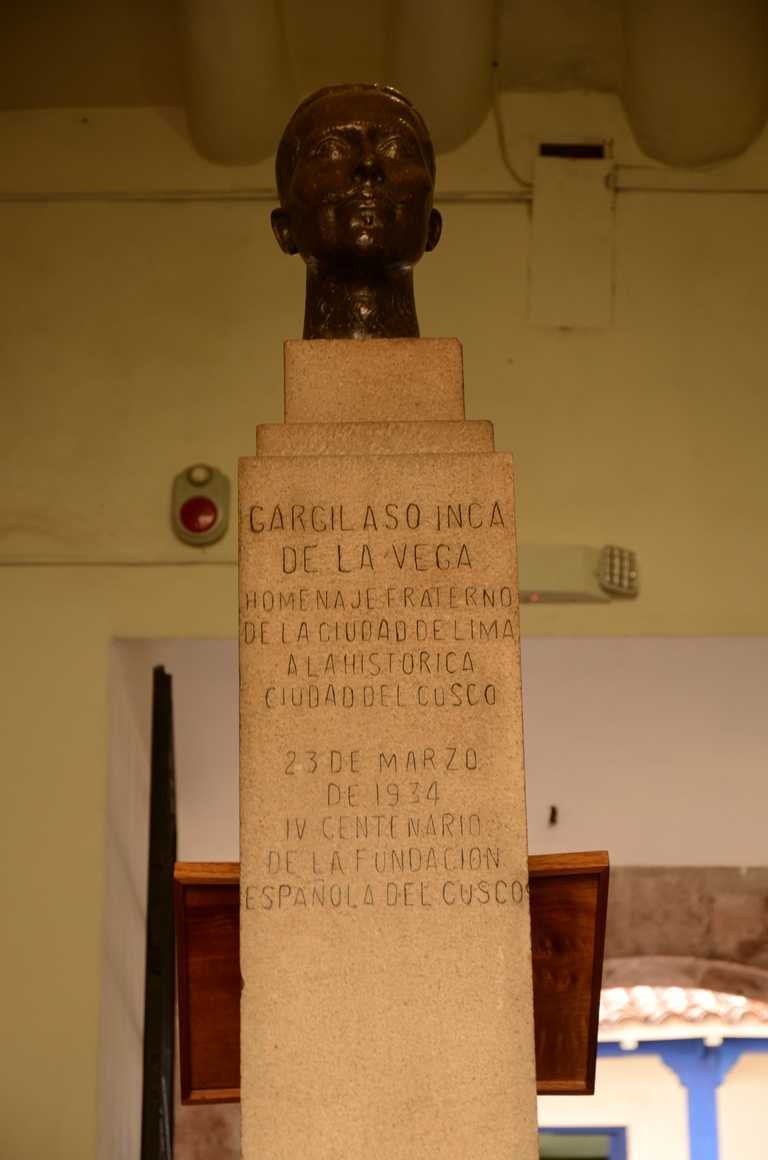 GARCILASO INCA
DE LA VEGA
HOMENAJE FRATERNO
DE LA CIUDAD DE LIMA
A LA HISTORICA
CIUDAD DEL CUSCO
23 DE MARZO
DE 1934
IV CENTENARIO
DE LA FUNDACION
ESPAÑOLA DEL CUSCO